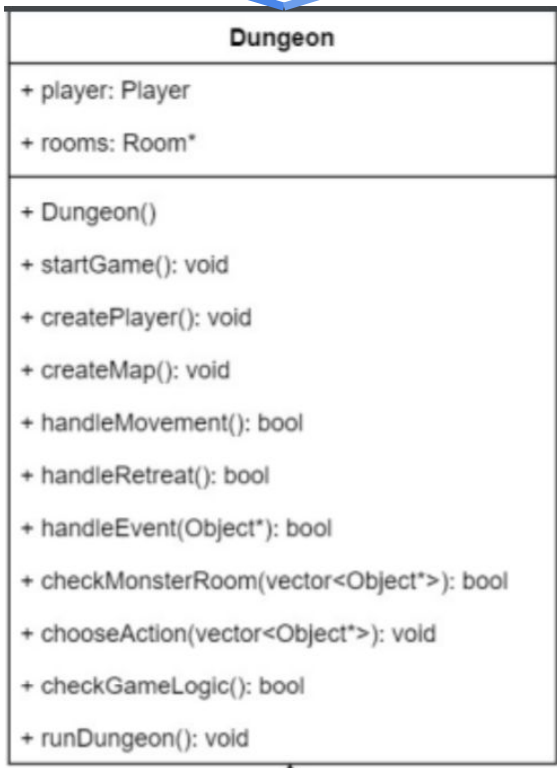 Dungeon
+ player: Player
+ rooms: Room*
+ Dungeon()
+ startGame(): void
+ createPlayer(): void
+ createMap(): void
+ handleMovement(): bool
+ handleRetreat(): bool
+ handleEvent(Object*): bool
+ checkMonsterRoom(vector<Object*>): bool
+ chooseAction(vector<Object*>): void
+ checkGameLogic(): bool
+ runDungeon(): void